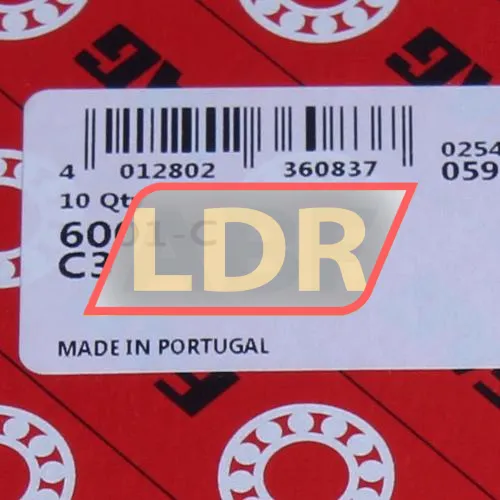 4 012802 360837
0254
059
10 Qt
6001-C
C3
LDR
MADE IN PORTUGAL